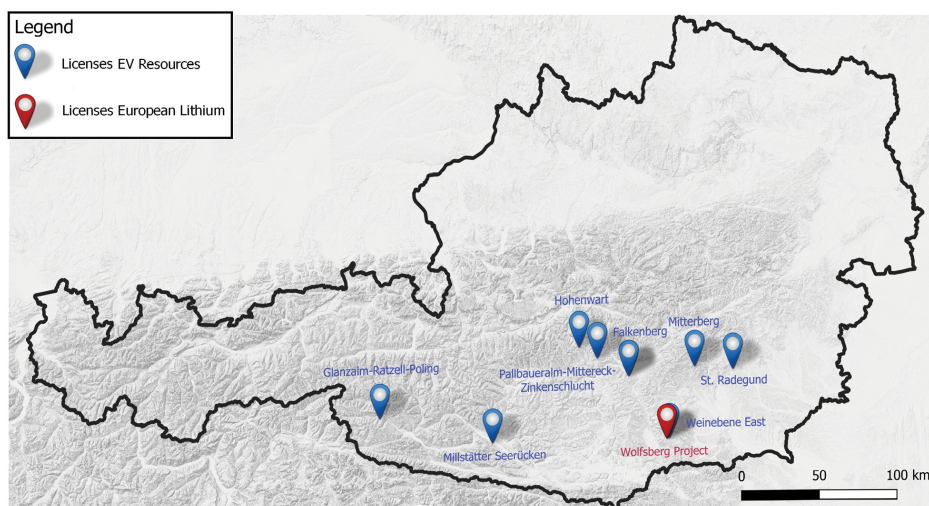 Legend
Licenses EV Resources
Licenses European Lithium
Hohenwart
Falkenberg
Mitterberg
Pallbaueralm-Mittereck-
Zinkenschlucht
St. Radegund
Glanzalm-Ratzell-Poling
Millstätter Seerücken
Weinebene East
Wolfsberg Project
0 50 100 km